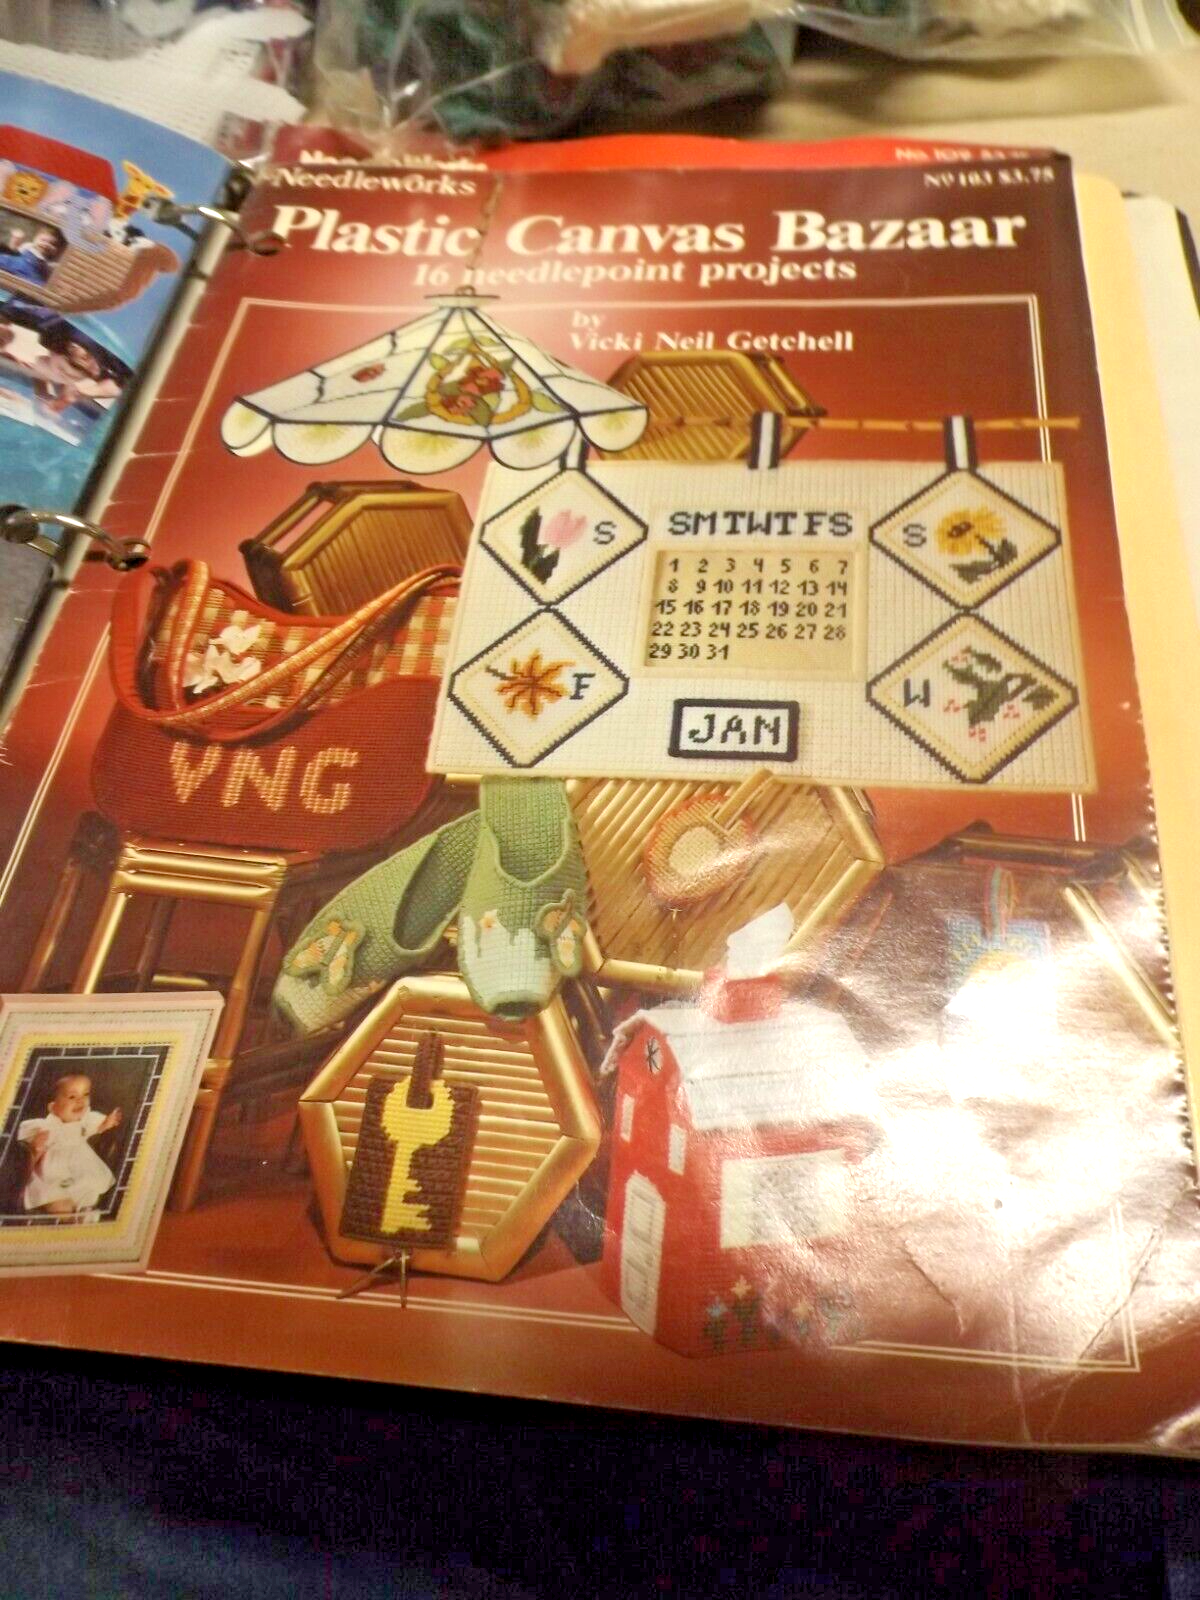 Needleworks
No 103 $3.75
Plastic Canvas Bazaar
16 needlepoint projects
by
Vicki Neil Getchell
S
SMTWTFS
S
1 2 3 4 5 6 7
8 9 10 11 12 13 14
15 16 17 18 19 20 21
22 23 24 25 26 27 28
29 30 31
F
W
JAN
VNG